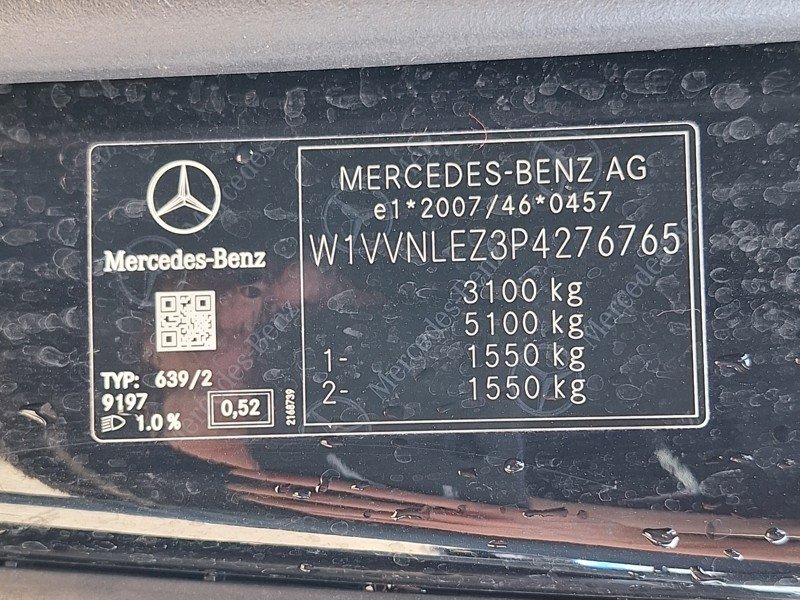 Mercedes-Benz
TYP: 639/2
9197
1.0 %
0,52
2168739
MERCEDES-BENZ AG
e1*2007/46*0457
W1VVNLEZ3P4276765
3100 kg
5100 kg
1- 1550 kg
2- 1550 kg